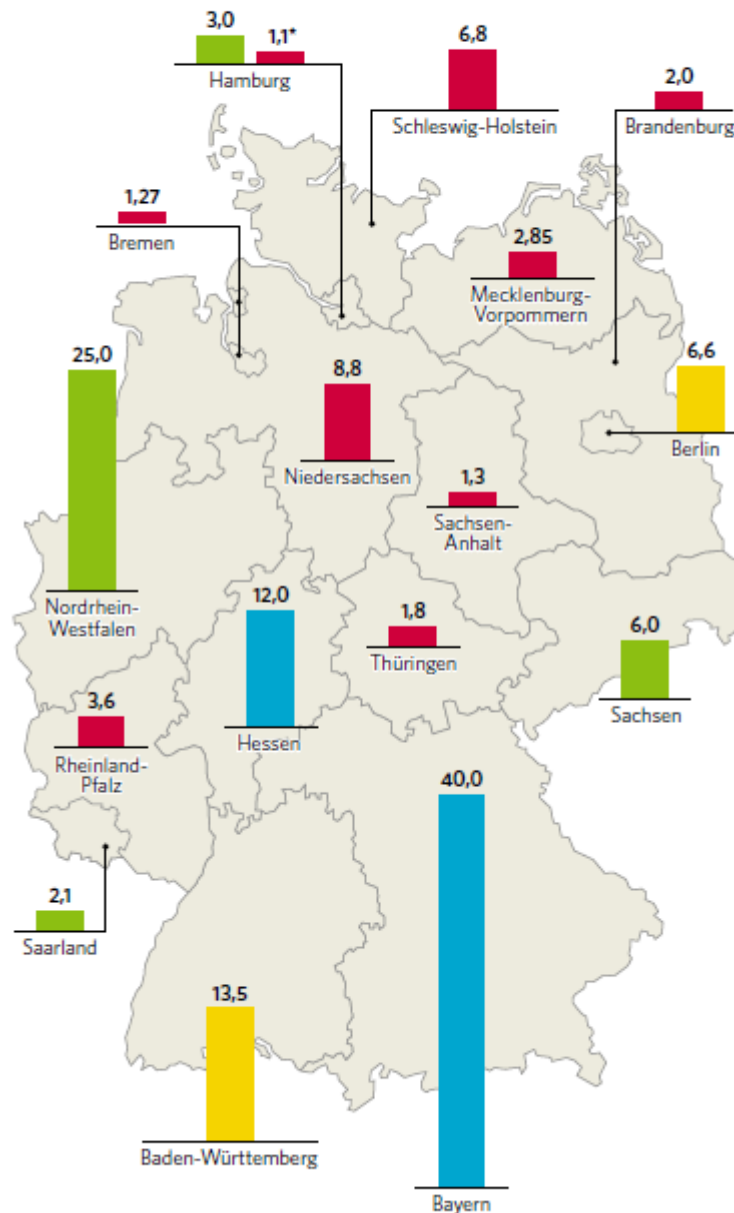 3,0
1,1*
Hamburg
6,8
Schleswig-Holstein
2,0
Brandenburg
1,27
Bremen
2,85
Mecklenburg-
Vorpommern
25,0
Nordrhein-
Westfalen
8,8
Niedersachsen
6,6
Berlin
1,3
Sachsen-
Anhalt
12,0
Hessen
1,8
Thüringen
6,0
Sachsen
3,6
Rheinland-
Pfalz
40,0
Bayern
2,1
Saarland
13,5
Baden-Württemberg